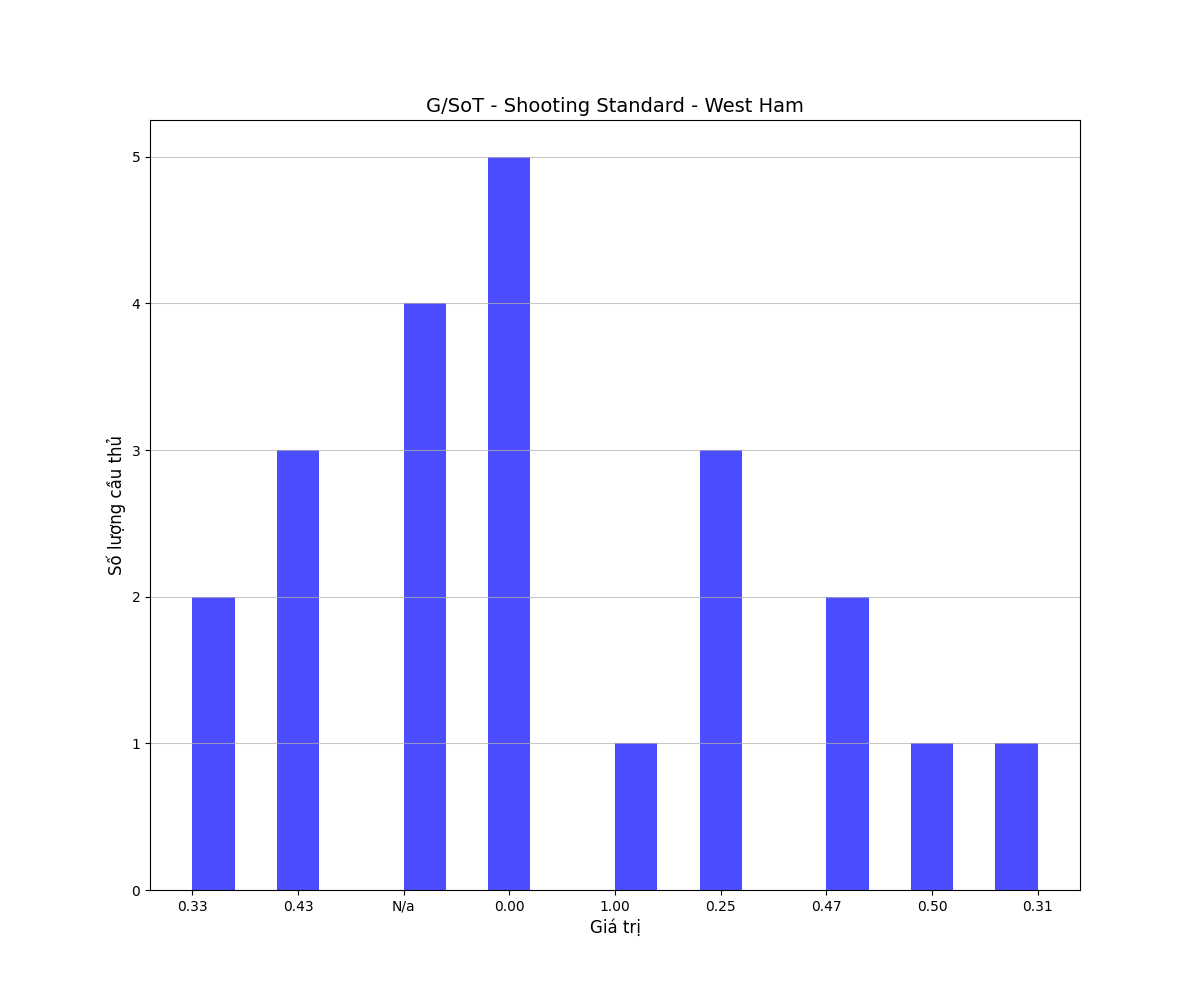 G/SoT - Shooting Standard - West Ham
5
4
3
2
1
0
Số lượng cầu thủ
0.33 0.43 N/a 0.00 1.00 0.25 0.47 0.50 0.31
Giá trị